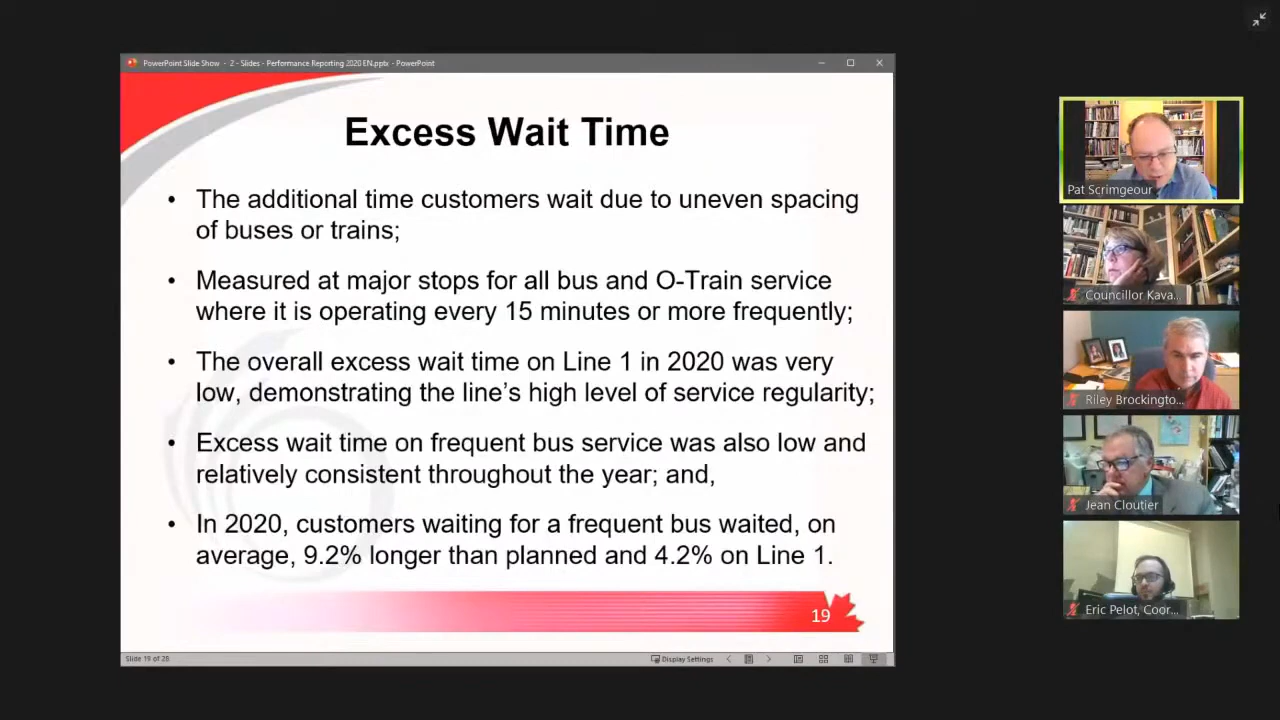 PowerPoint Slide Show - 2 - Slides - Performance Reporting 2020 EN.pptx - PowerPoint
Excess Wait Time
• The additional time customers wait due to uneven spacing
of buses or trains;
• Measured at major stops for all bus and O-Train service
where it is operating every 15 minutes or more frequently;
• The overall excess wait time on Line 1 in 2020 was very
low, demonstrating the line's high level of service regularity;
• Excess wait time on frequent bus service was also low and
relatively consistent throughout the year; and,
• In 2020, customers waiting for a frequent bus waited, on
average, 9.2% longer than planned and 4.2% on Line 1.
19
Slide 19 of 28
Display Settings
Pat Scrimgeour
Councillor Kava...
Riley Brockingto...
Jean Cloutier
Eric Pelot, Coor...